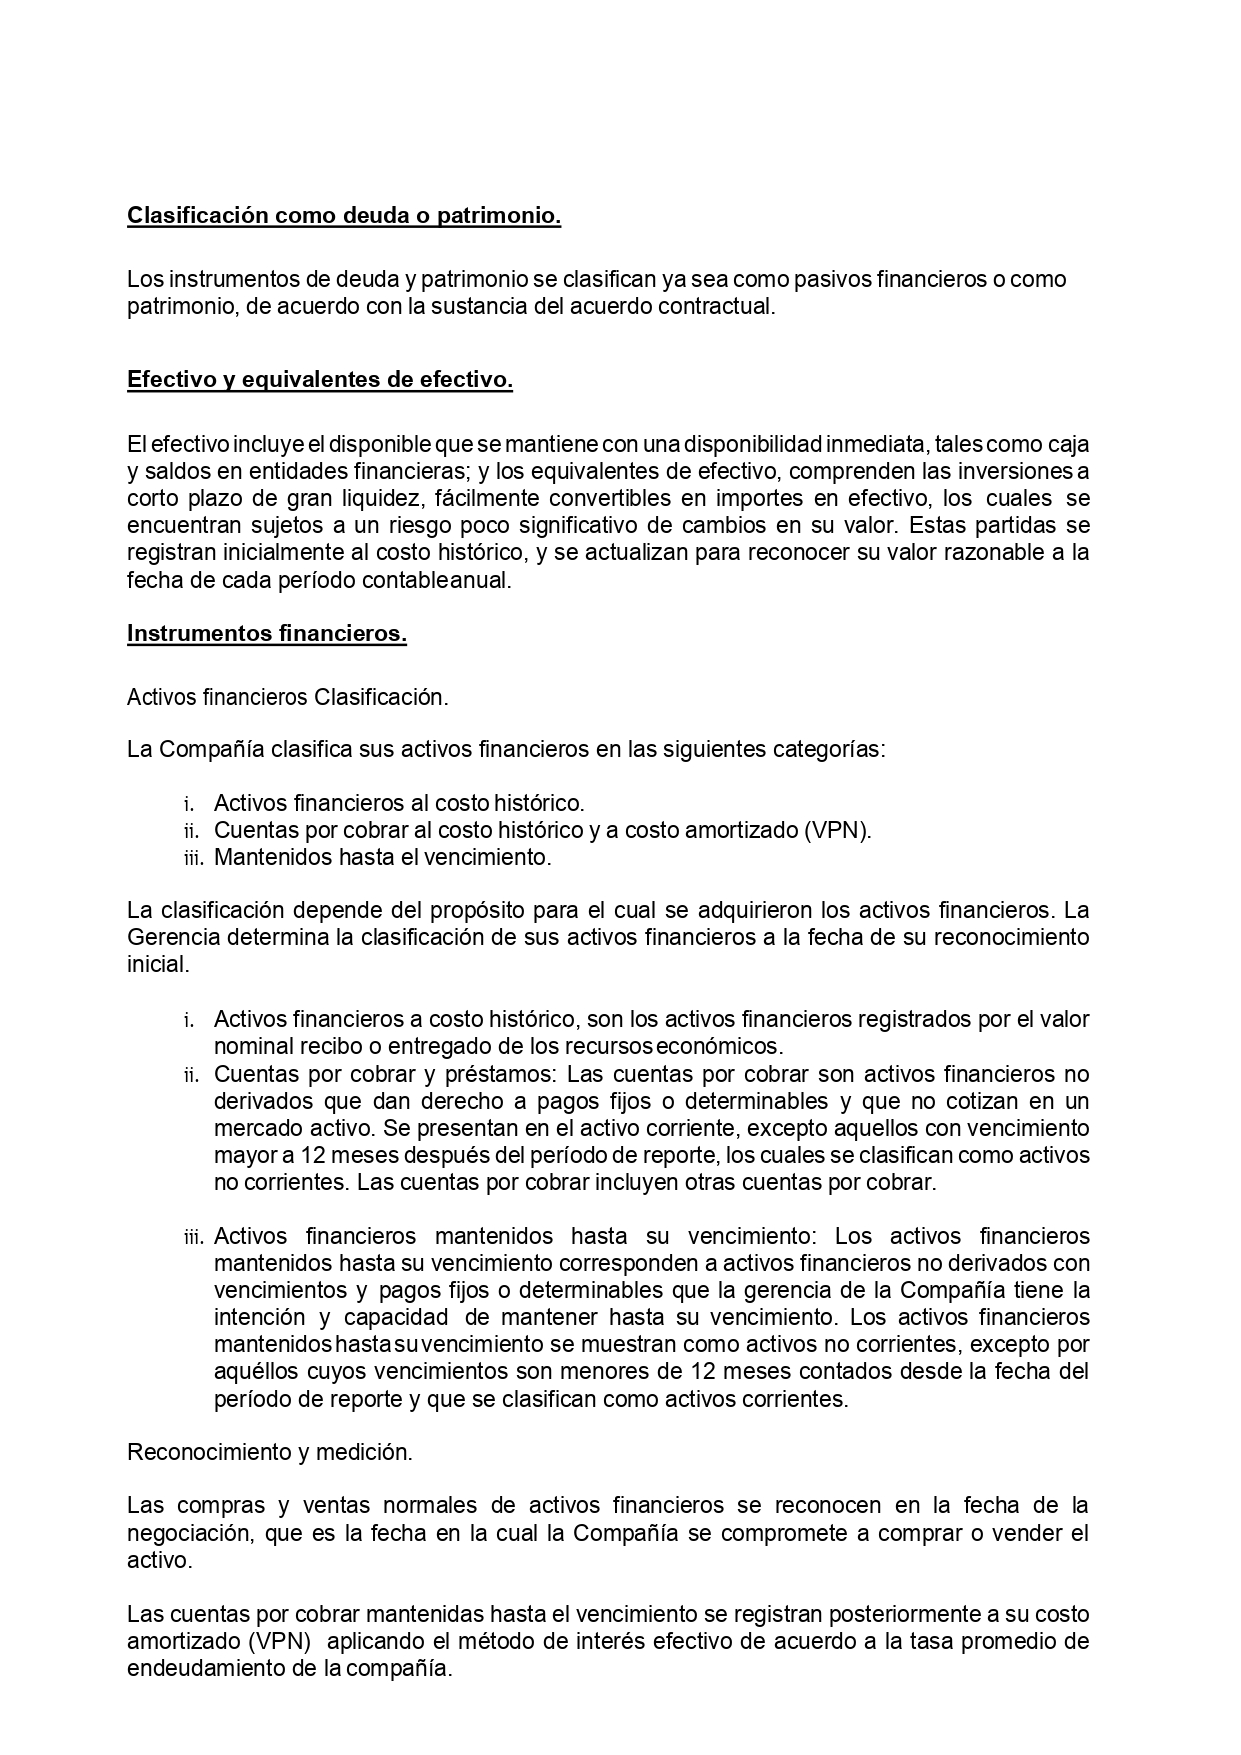 Clasificación como deuda o patrimonio.
Los instrumentos de deuda y patrimonio se clasifican ya sea como pasivos financieros o como
patrimonio, de acuerdo con la sustancia del acuerdo contractual.
Efectivo y equivalentes de efectivo.
El efectivo incluye el disponible que se mantiene con una disponibilidad inmediata, tales como caja
y saldos en entidades financieras; y los equivalentes de efectivo, comprenden las inversiones a
corto plazo de gran liquidez, fácilmente convertibles en importes en efectivo, los cuales se
encuentran sujetos a un riesgo poco significativo de cambios en su valor. Estas partidas se
registran inicialmente al costo histórico, y se actualizan para reconocer su valor razonable a la
fecha de cada período contable anual.
Instrumentos financieros.
Activos financieros Clasificación.
La Compañía clasifica sus activos financieros en las siguientes categorías:
i. Activos financieros al costo histórico.
ii. Cuentas por cobrar al costo histórico y a costo amortizado (VPN).
iii. Mantenidos hasta el vencimiento.
La clasificación depende del propósito para el cual se adquirieron los activos financieros. La
Gerencia determina la clasificación de sus activos financieros a la fecha de su reconocimiento
inicial.
i. Activos financieros a costo histórico, son los activos financieros registrados por el valor
nominal recibo o entregado de los recursos económicos.
ii. Cuentas por cobrar y préstamos: Las cuentas por cobrar son activos financieros no
derivados que dan derecho a pagos fijos o determinables y que no cotizan en un
mercado activo. Se presentan en el activo corriente, excepto aquellos con vencimiento
mayor a 12 meses después del período de reporte, los cuales se clasifican como activos
no corrientes. Las cuentas por cobrar incluyen otras cuentas por cobrar.
iii. Activos financieros mantenidos hasta su vencimiento: Los activos financieros
mantenidos hasta su vencimiento corresponden a activos financieros no derivados con
vencimientos y pagos fijos o determinables que la gerencia de la Compañía tiene la
intención y capacidad de mantener hasta su vencimiento. Los activos financieros
mantenidos hasta su vencimiento se muestran como activos no corrientes, excepto por
aquéllos cuyos vencimientos son menores de 12 meses contados desde la fecha del
período de reporte y que se clasifican como activos corrientes.
Reconocimiento y medición.
Las compras y ventas normales de activos financieros se reconocen en la fecha de la
negociación, que es la fecha en la cual la Compañía se compromete a comprar o vender el
activo.
Las cuentas por cobrar mantenidas hasta el vencimiento se registran posteriormente a su costo
amortizado (VPN) aplicando el método de interés efectivo de acuerdo a la tasa promedio de
endeudamiento de la compañía.